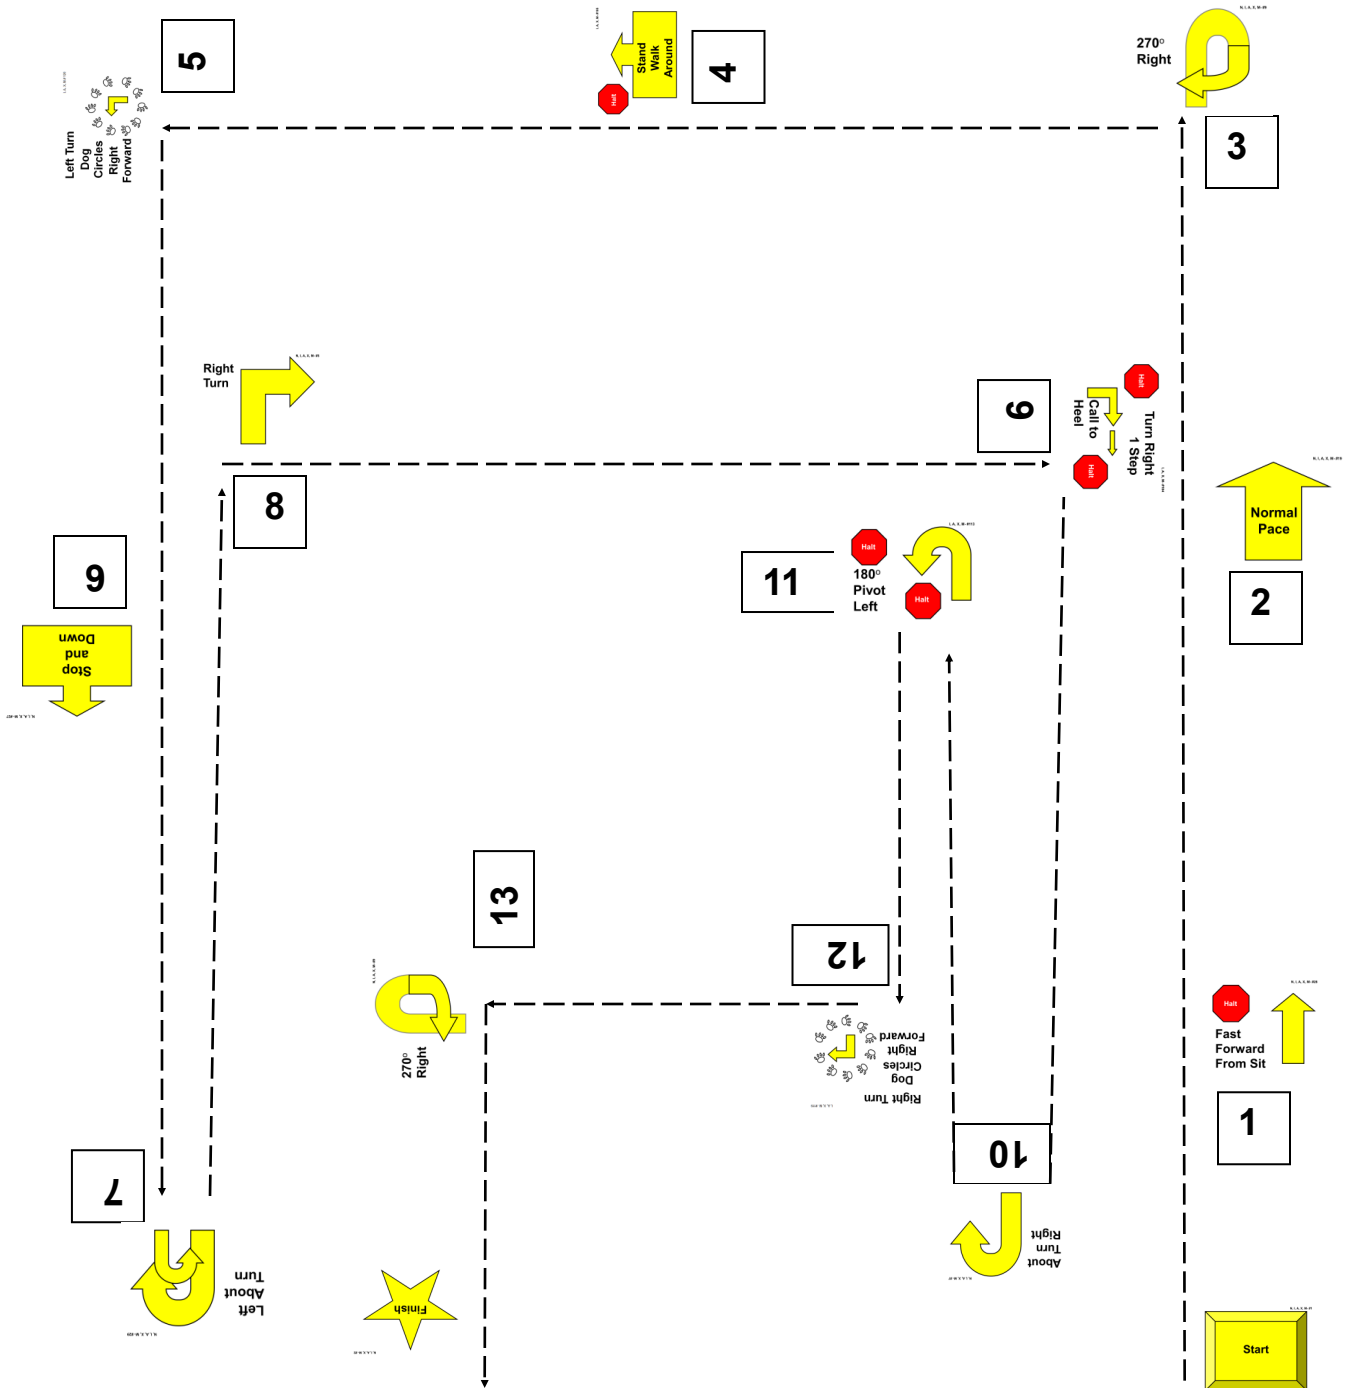 Start
1
Halt
Fast
Forward
From Sit
2
Normal
Pace
3
270°
Right
4
Stand
Walk
Around
Halt
5
Left Turn
Dog
Circles
Right
Forward
6
Stop
and
Down
7
Left
About
Turn
8
Right
Turn
9
Halt
Turn Right
1 Step
Call to
Heel
Halt
10
About
Turn
Right
11
Halt
180°
Pivot
Left
Halt
12
Right Turn
Dog
Circles
Right
Forward
13
270°
Right
Finish